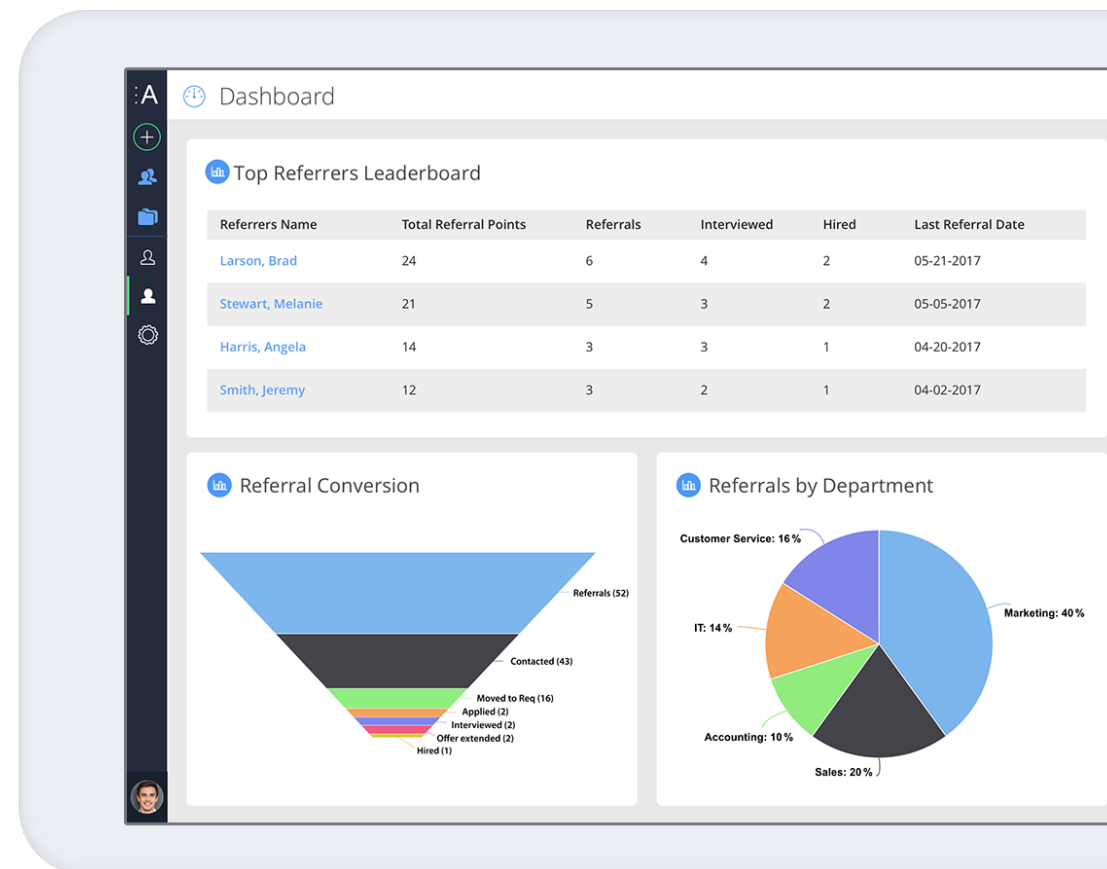 :A
Dashboard
Top Referrers Leaderboard
Referrers Name Total Referral Points Referrals Interviewed Hired Last Referral Date
Larson, Brad 24 6 4 2 05-21-2017
Stewart, Melanie 21 5 3 2 05-05-2017
Harris, Angela 14 3 3 1 04-20-2017
Smith, Jeremy 12 3 2 1 04-02-2017
Referral Conversion
Referrals (52)
Contacted (43)
Moved to Req (16)
Applied (2)
Interviewed (2)
Offer extended (2)
Hired (1)
Referrals by Department
Customer Service: 16%
Marketing: 40%
IT: 14%
Accounting: 10%
Sales: 20%